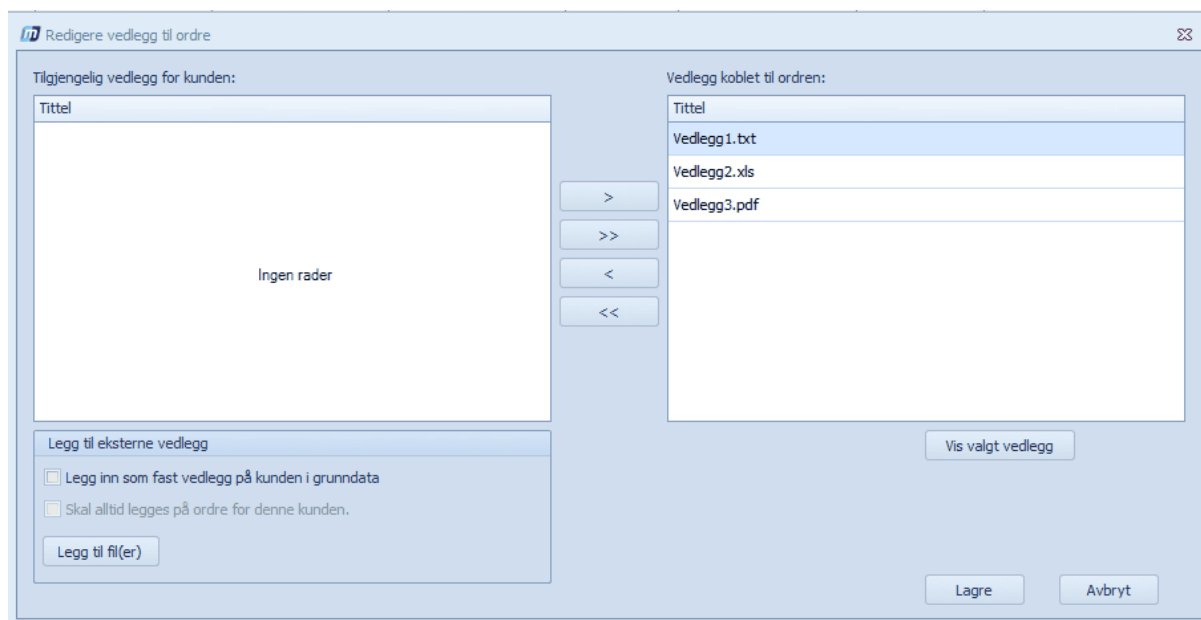 Redigere vedlegg til ordre
Tilgjengelig vedlegg for kunden:
Tittel
Ingen rader
>
>>
<
<<
Vedlegg koblet til ordren:
Tittel
Vedlegg1.txt
Vedlegg2.xls
Vedlegg3.pdf
Legg til eksterne vedlegg
Legg inn som fast vedlegg på kunden i grunndata
Skal alltid legges på ordre for denne kunden.
Legg til fil(er)
Vis valgt vedlegg
Lagre
Avbryt